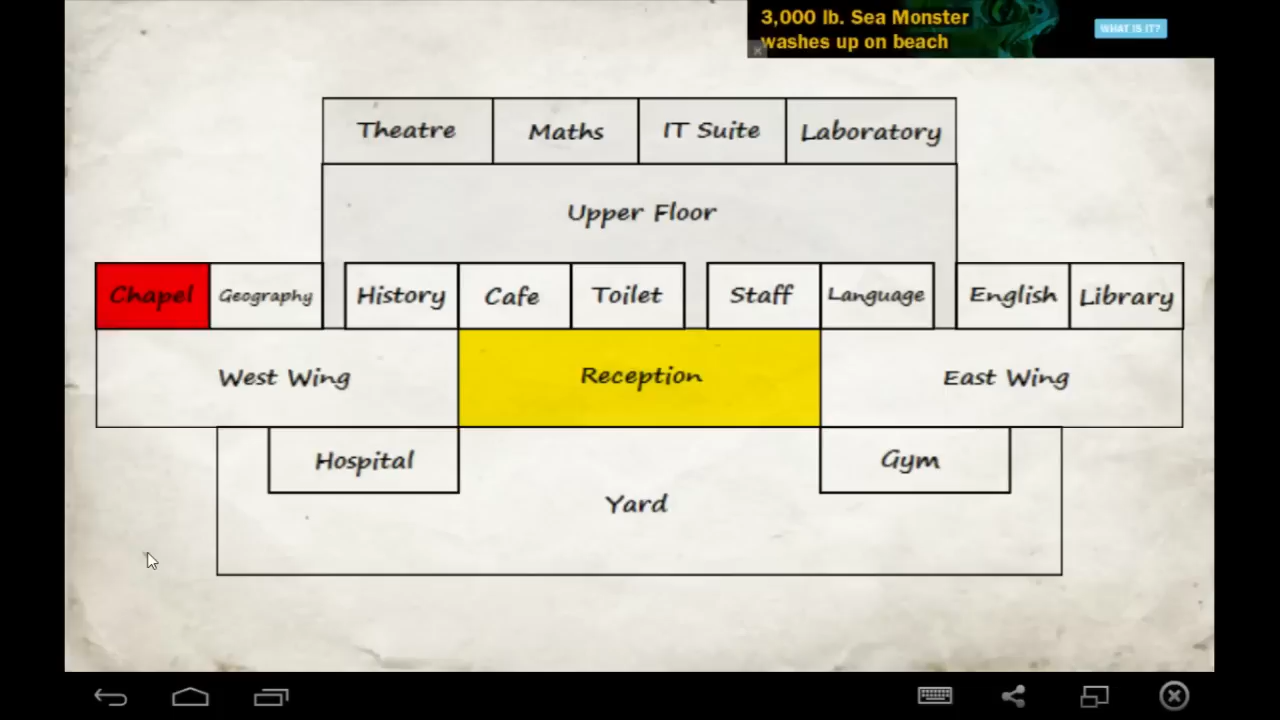 3,000 lb. Sea Monster
washes up on beach
WHAT IS IT?
Theatre Maths IT Suite Laboratory
Upper Floor
Chapel Geography History Cafe Toilet Staff Language English Library
West Wing Reception East Wing
Hospital Gym
Yard